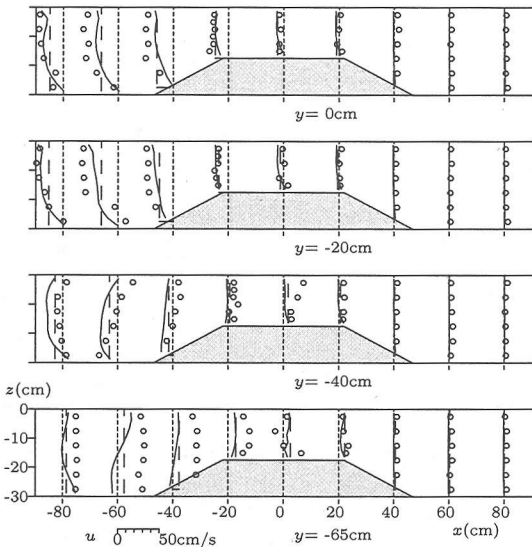 y= 0cm
y= -20cm
y= -40cm
z(cm)
0
-10
-20
-30
-80 -60 -40 -20 0 20 40 60 80
u 0 50cm/s y= -65cm x(cm)